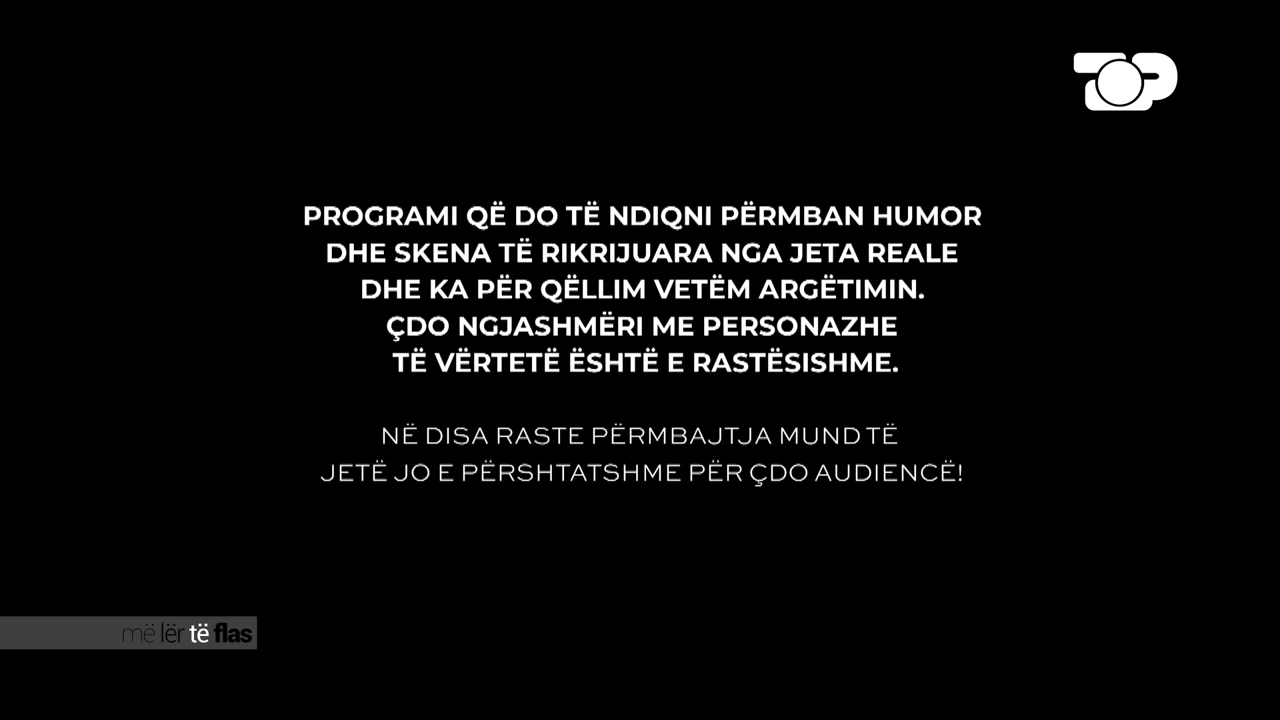 TOP
PROGRAMI QË DO TË NDIQNI PËRMBAN HUMOR
DHE SKENA TË RIKRIJUARA NGA JETA REALE
DHE KA PËR QËLLIM VETËM ARGËTIMIN.
ÇDO NGJASHMËRI ME PERSONAZHE
TË VËRTETË ËSHTË E RASTËSISHME.
NË DISA RASTE PËRMBAJTJA MUND TË
JETË JO E PËRSHTATSHME PËR ÇDO AUDIENCË!
më lër të flas